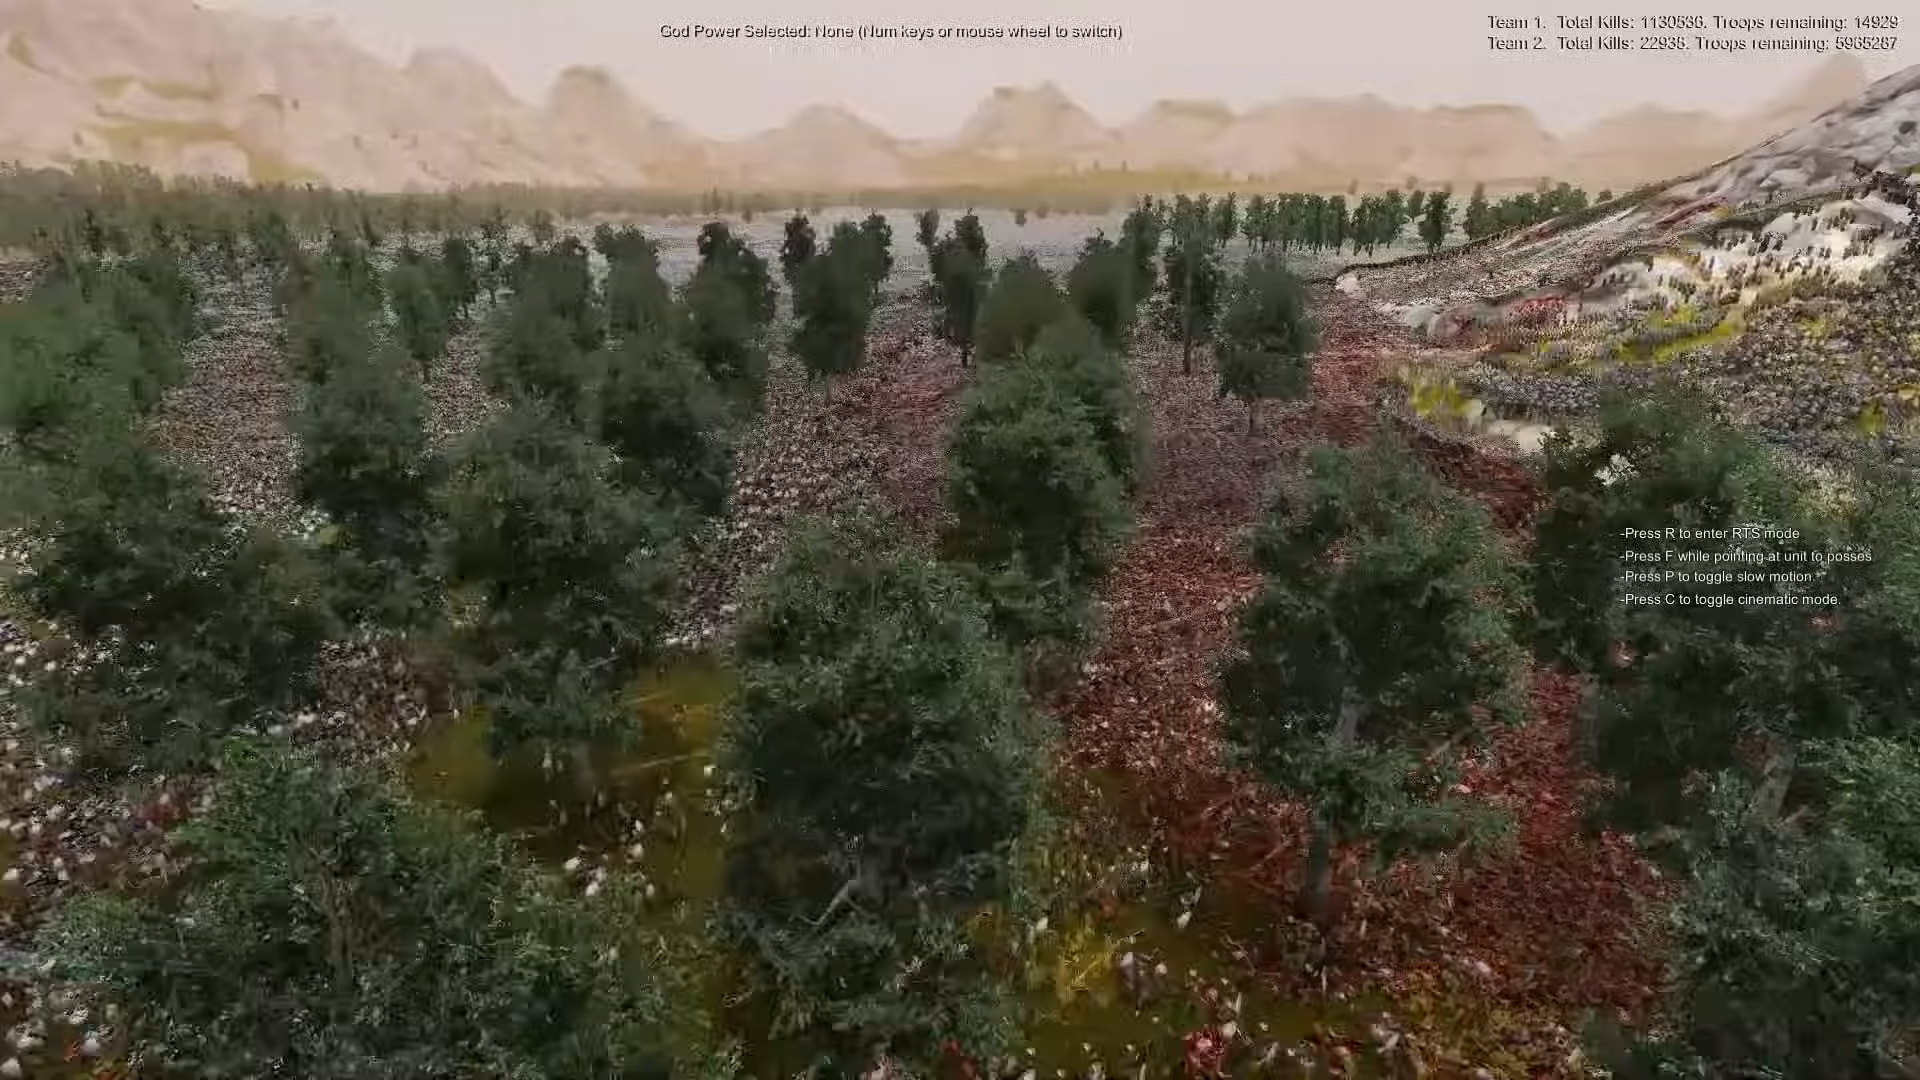 God Power Selected: None (Num keys or mouse wheel to switch)
Team 1. Total Kills: 1130536. Troops remaining: 14929
Team 2. Total Kills: 22936. Troops remaining: 5965287
-Press R to enter RTS mode
-Press F while pointing at unit to posses
-Press P to toggle slow motion.
-Press C to toggle cinematic mode.